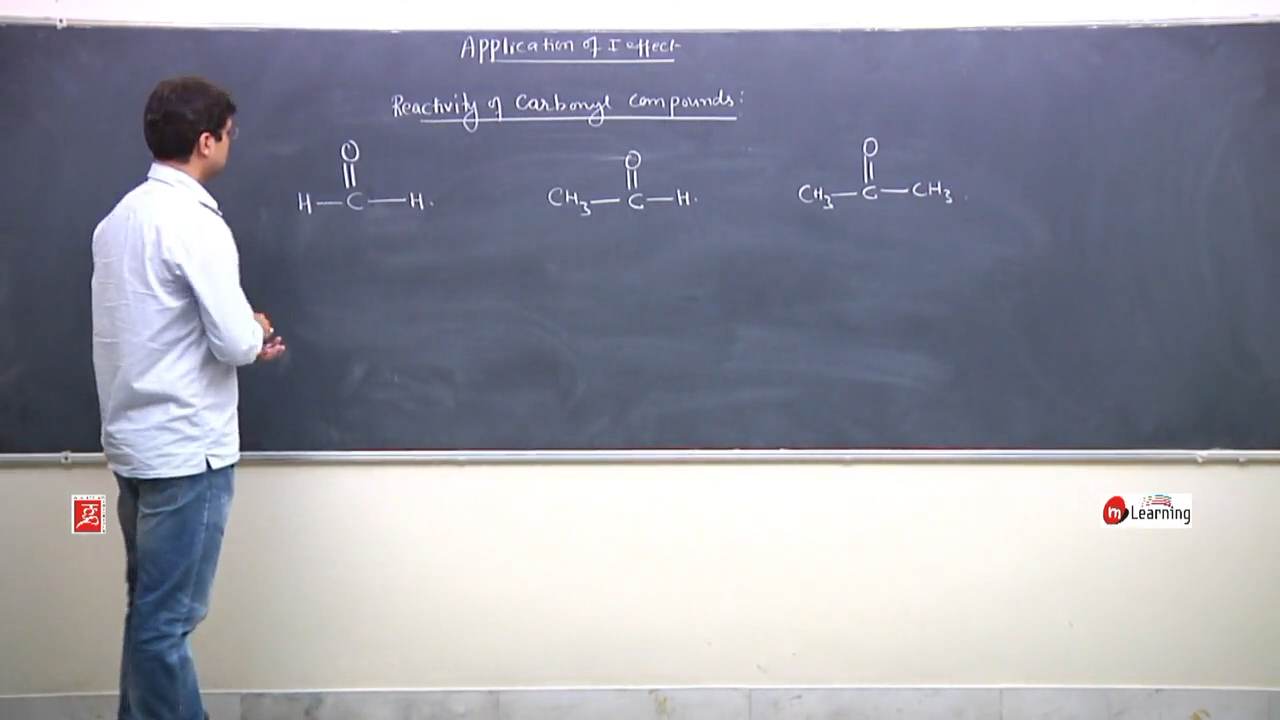 Application of I effect
Reactivity of Carbonyl Compounds:
O O O
H—C—H. CH3—C—H. CH3—C—CH3.
m Learning